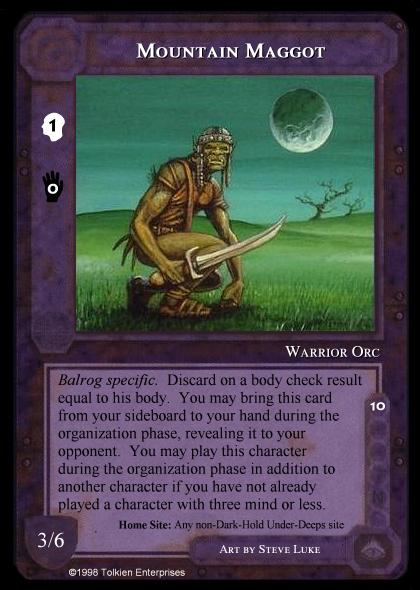 MOUNTAIN MAGGOT
1
0
WARRIOR ORC
Balrog specific. Discard on a body check result
equal to his body. You may bring this card
from your sideboard to your hand during the
organization phase, revealing it to your
opponent. You may play this character
during the organization phase in addition to
another character if you have not already
played a character with three mind or less.
10
Home Site: Any non-Dark-Hold Under-Deeps site
3/6
ART BY STEVE LUKE
©1998 Tolkien Enterprises